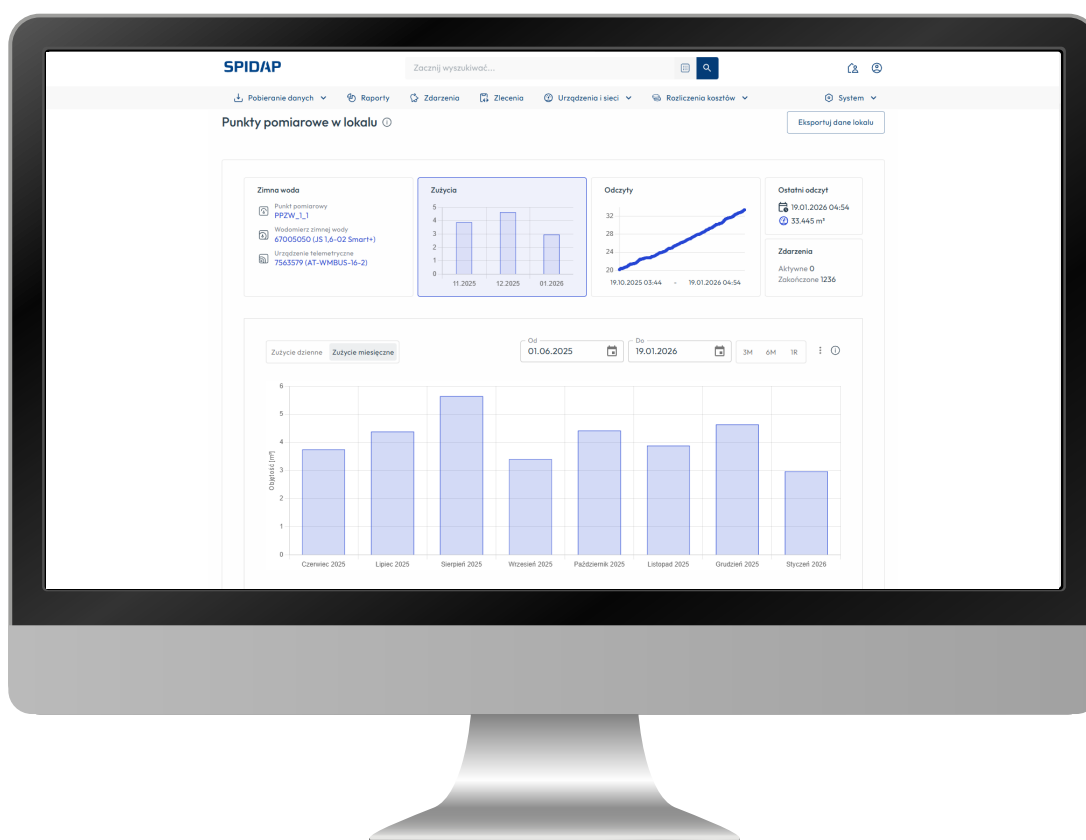 SPIDAP
Zacznij wyszukiwać...
Pobieranie danych
Raporty
Zdarzenia
Zlecenia
Urządzenia i sieci
Rozliczenia kosztów
System
Punkty pomiarowe w lokalu
Eksportuj dane lokalu
Zimna woda
Punkt pomiarowy
PPZW_1_1
Wodomierz zimnej wody
67005050 (JS 1,6-02 Smart+)
Urządzenie telemetryczne
7563579 (AT-WMBUS-16-2)
Zużycia
5
4
3
2
1
0
11.2025 12.2025 01.2026
Odczyty
32
28
24
20
19.10.2025 03:44 - 19.01.2026 04:54
Ostatni odczyt
19.01.2026 04:54
33.445 m³
Zdarzenia
Aktywne 0
Zakończone 1236
Zużycie dzienne Zużycie miesięczne
Od
01.06.2025
Do
19.01.2026
3M 6M 1R
Objętość [m³]
6
5
4
3
2
1
0
Czerwiec 2025 Lipiec 2025 Sierpień 2025 Wrzesień 2025 Październik 2025 Listopad 2025 Grudzień 2025 Styczeń 2026